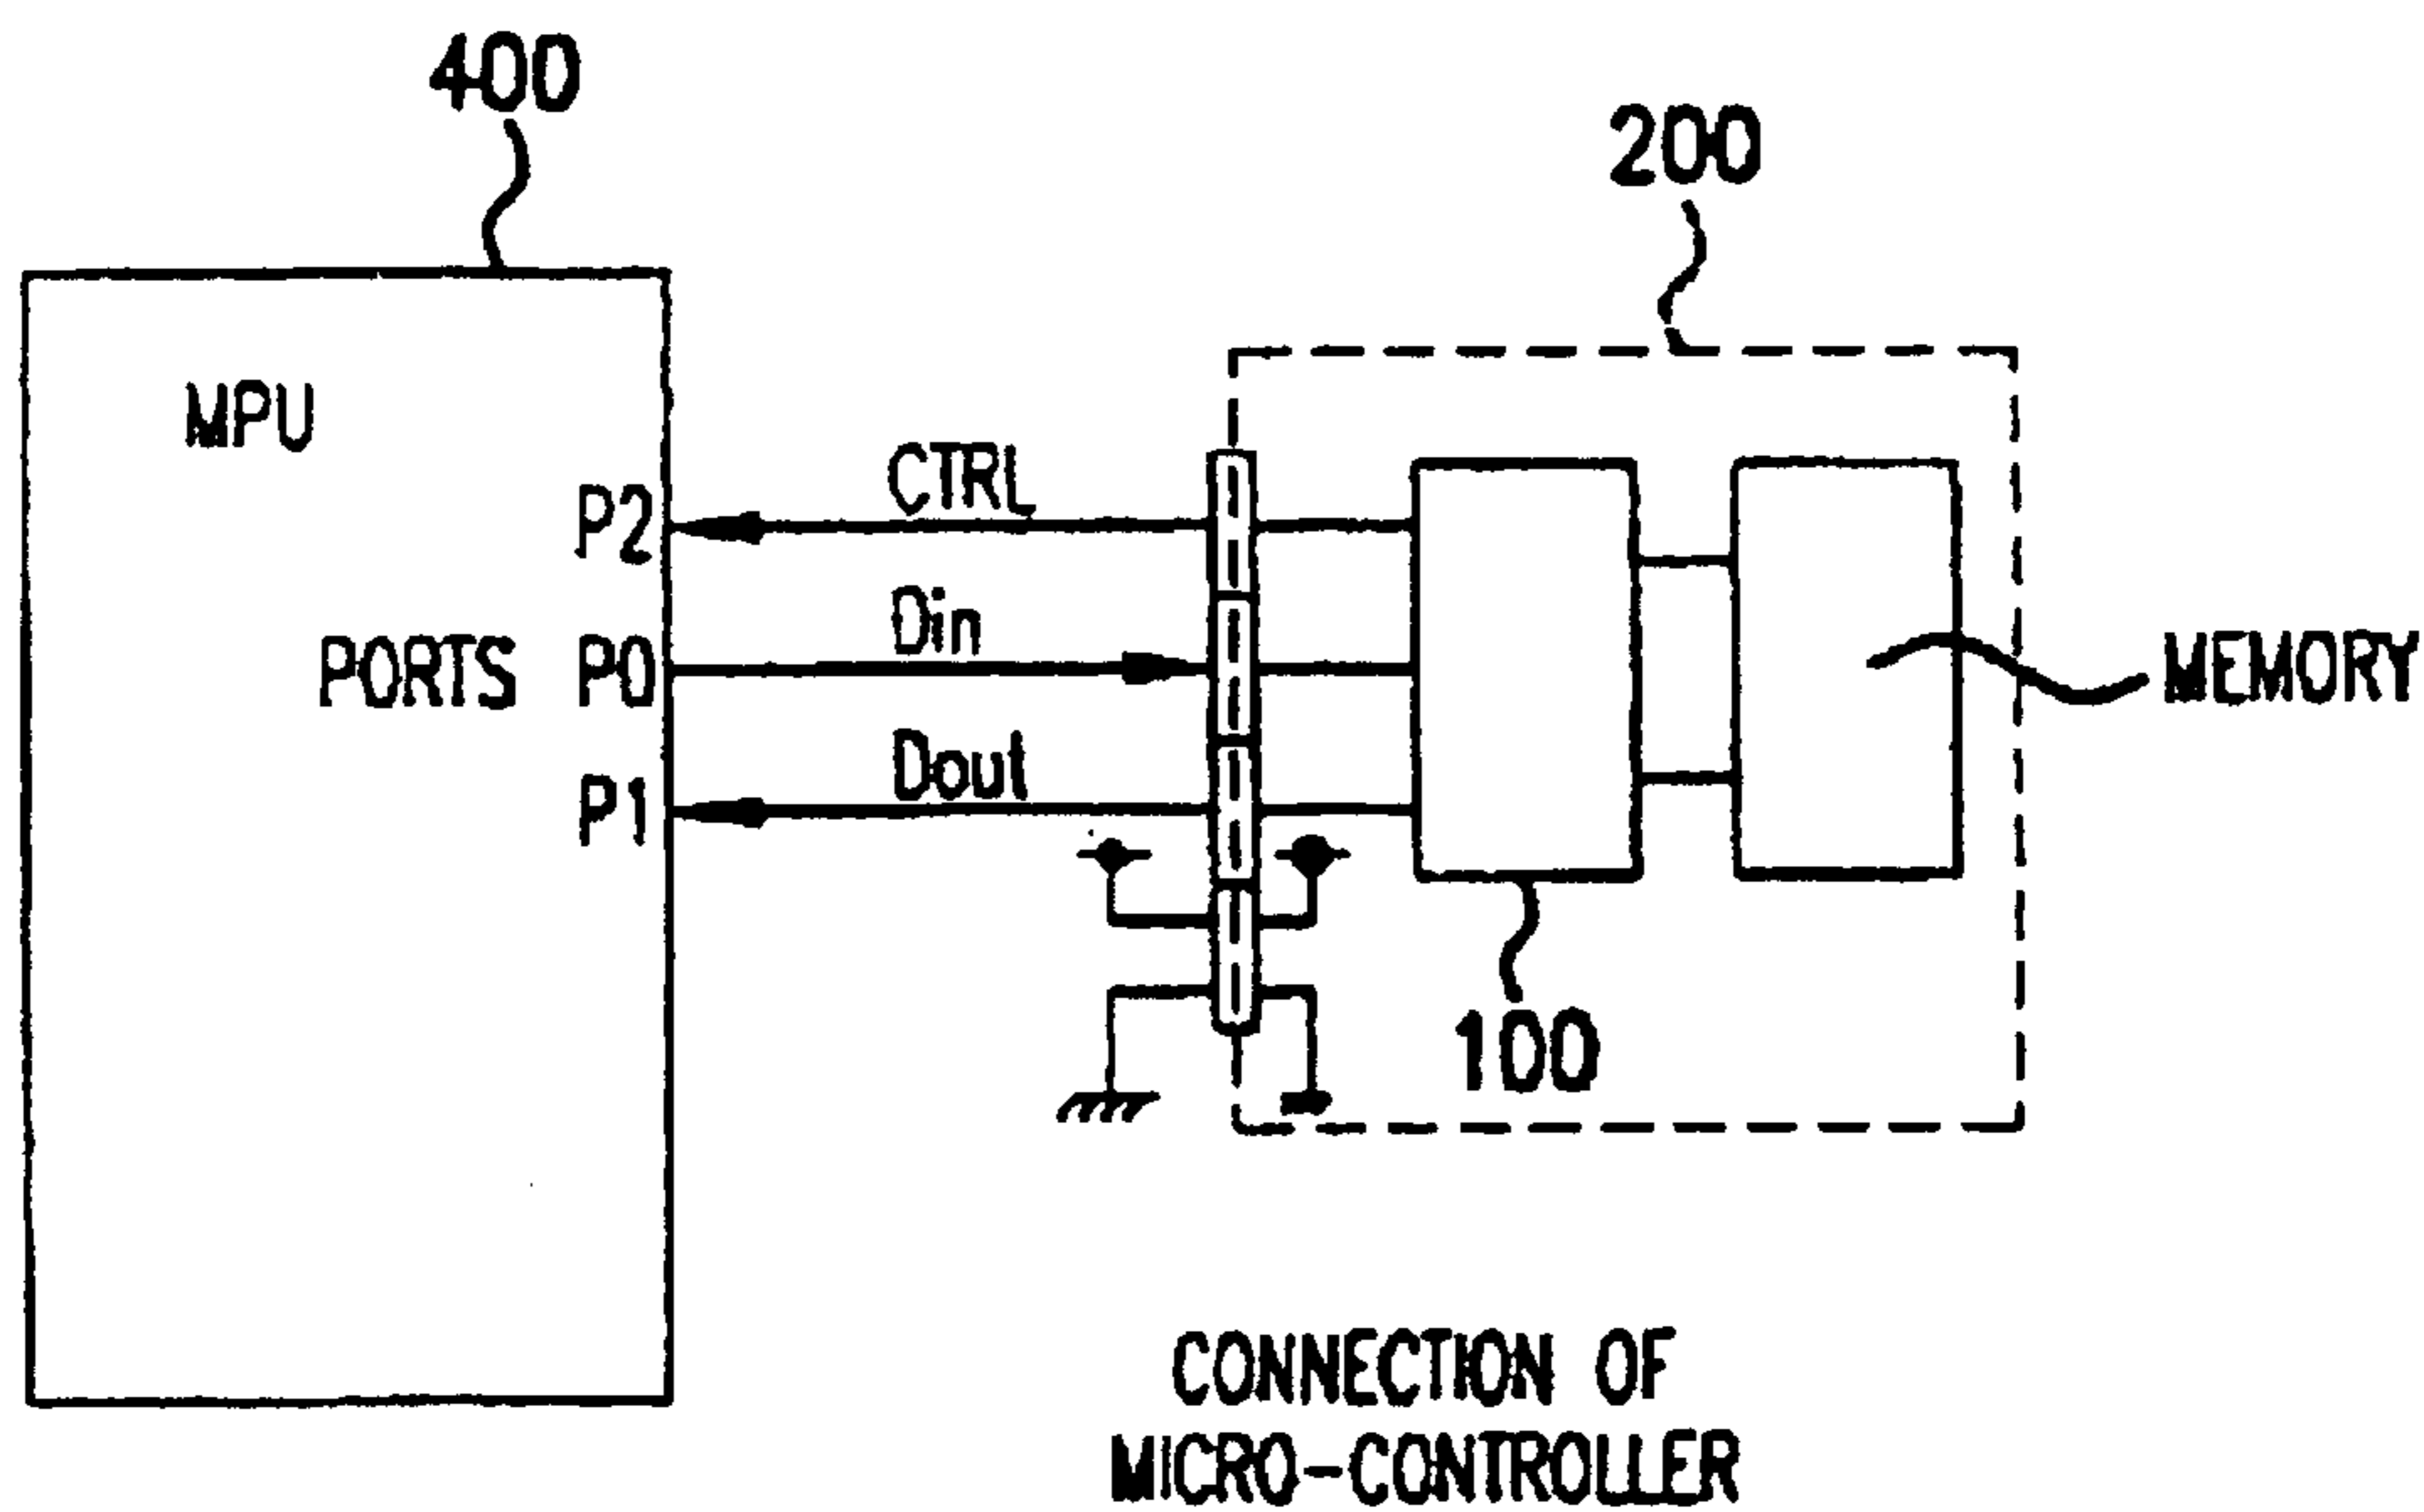 400
200
MPU
CTRL
P2
Din
PORTS P0
MEMORY
Dout
P1
100
CONNECTION OF
MICRO-CONTROLLER